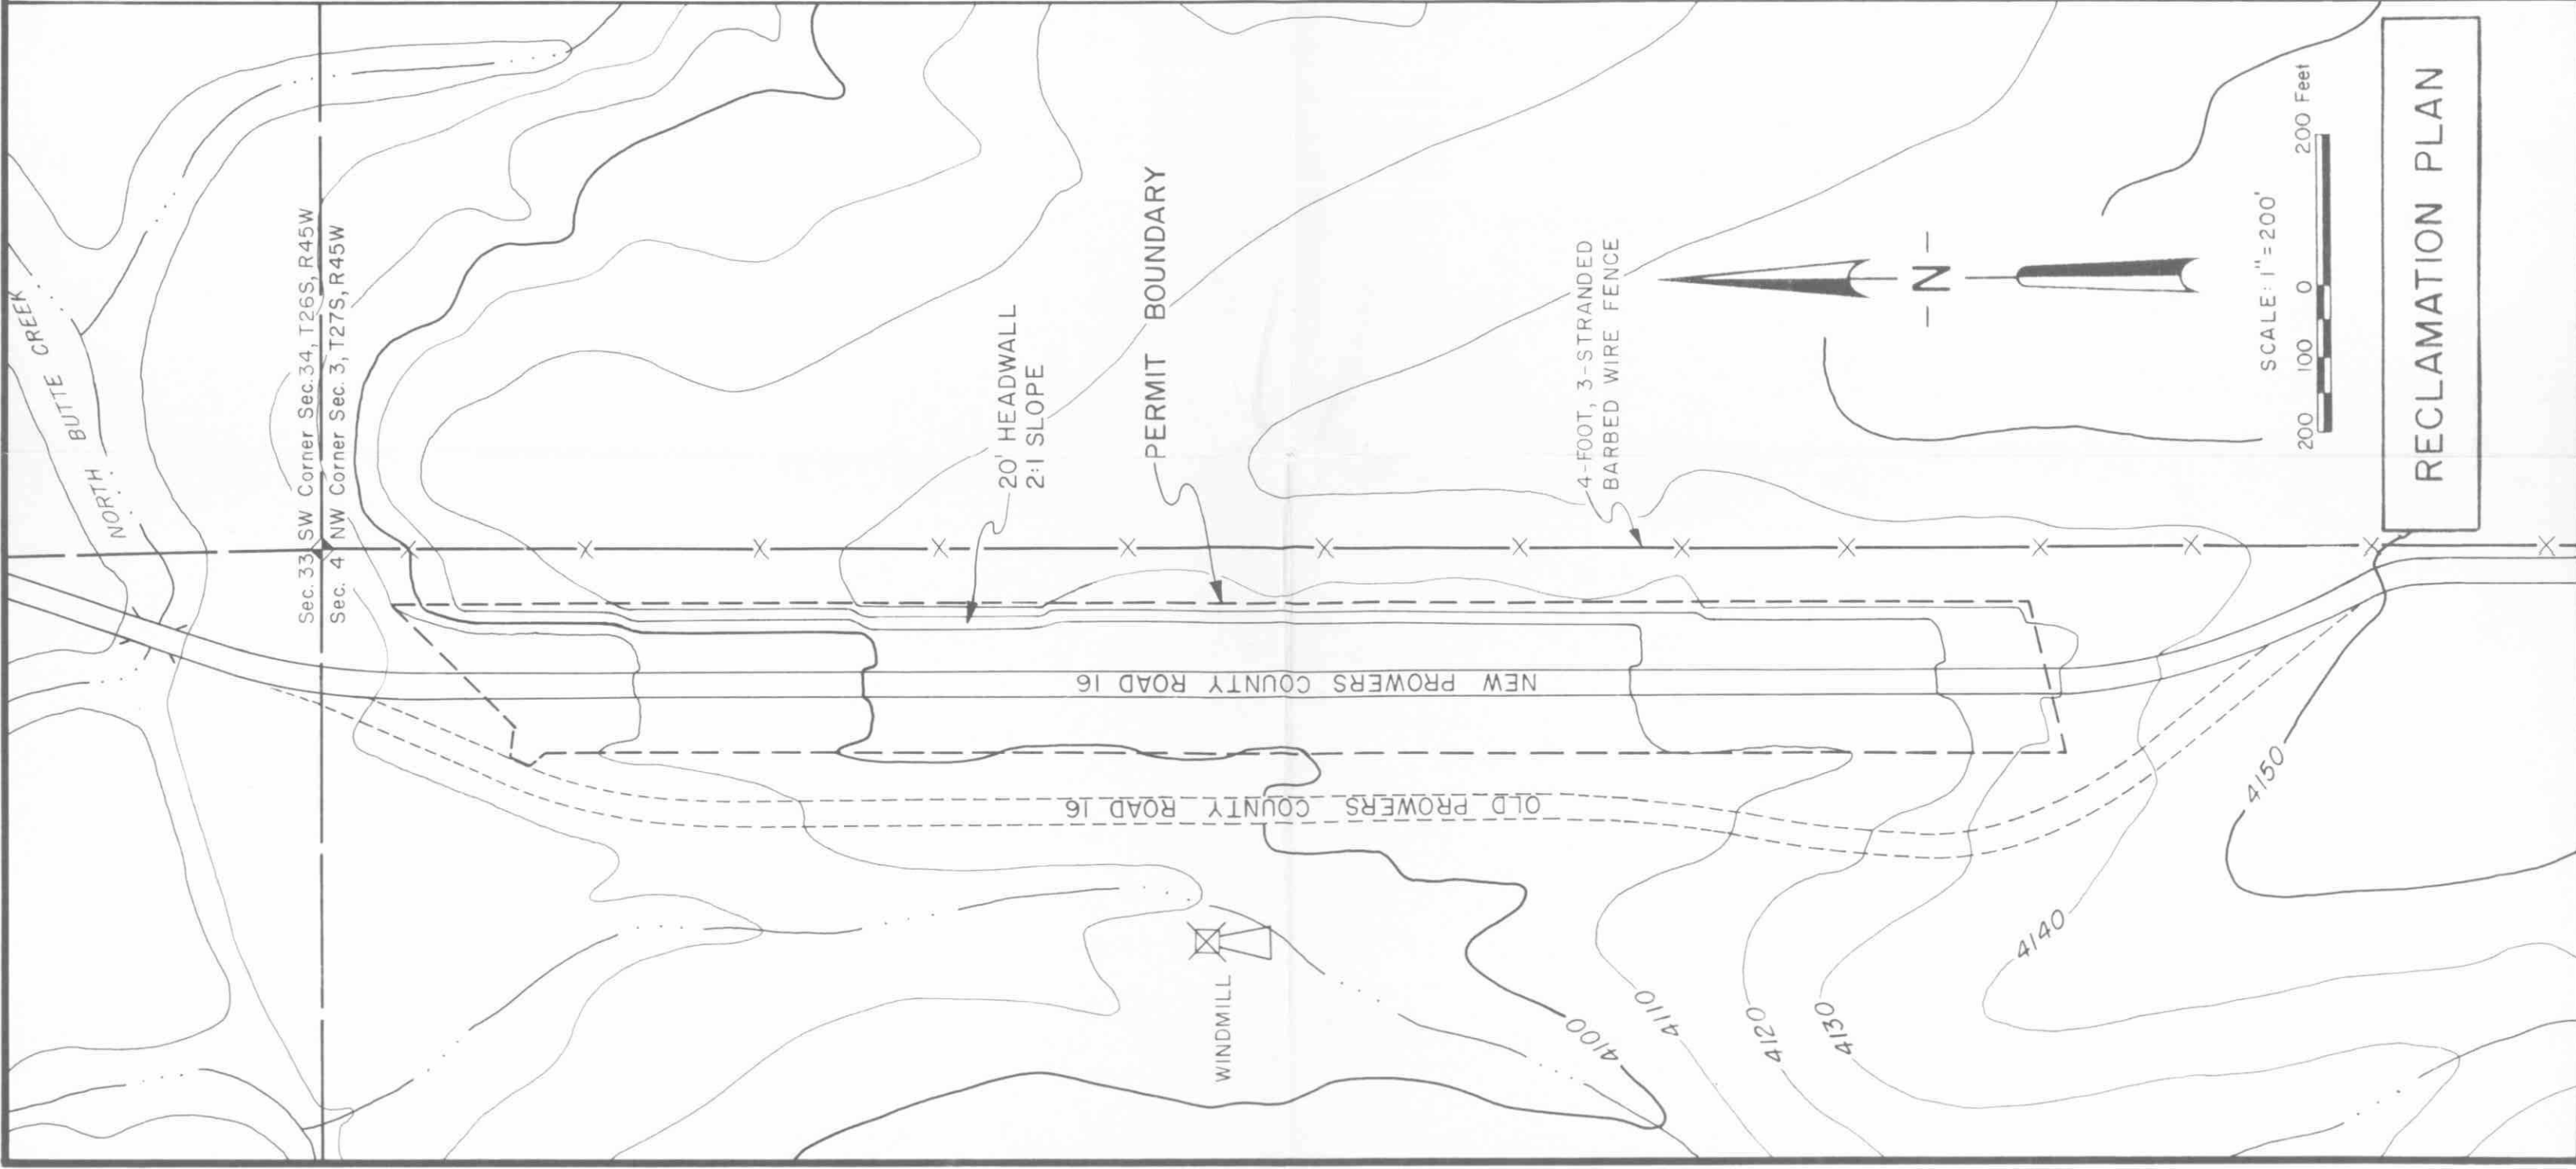 NORTH BUTTE CREEK
Sec. 33 SW Corner Sec. 34, T26S, R45W
Sec. 4 NW Corner Sec. 3, T27S, R45W
20' HEADWALL
2:1 SLOPE
PERMIT BOUNDARY
4-FOOT, 3-STRANDED
BARBED WIRE FENCE
NEW PROWERS COUNTY ROAD 16
OLD PROWERS COUNTY ROAD 16
WINDMILL
4100
4110
4120
4130
4140
4150
-N-
SCALE: 1" = 200'
200 100 0 200 Feet
RECLAMATION PLAN